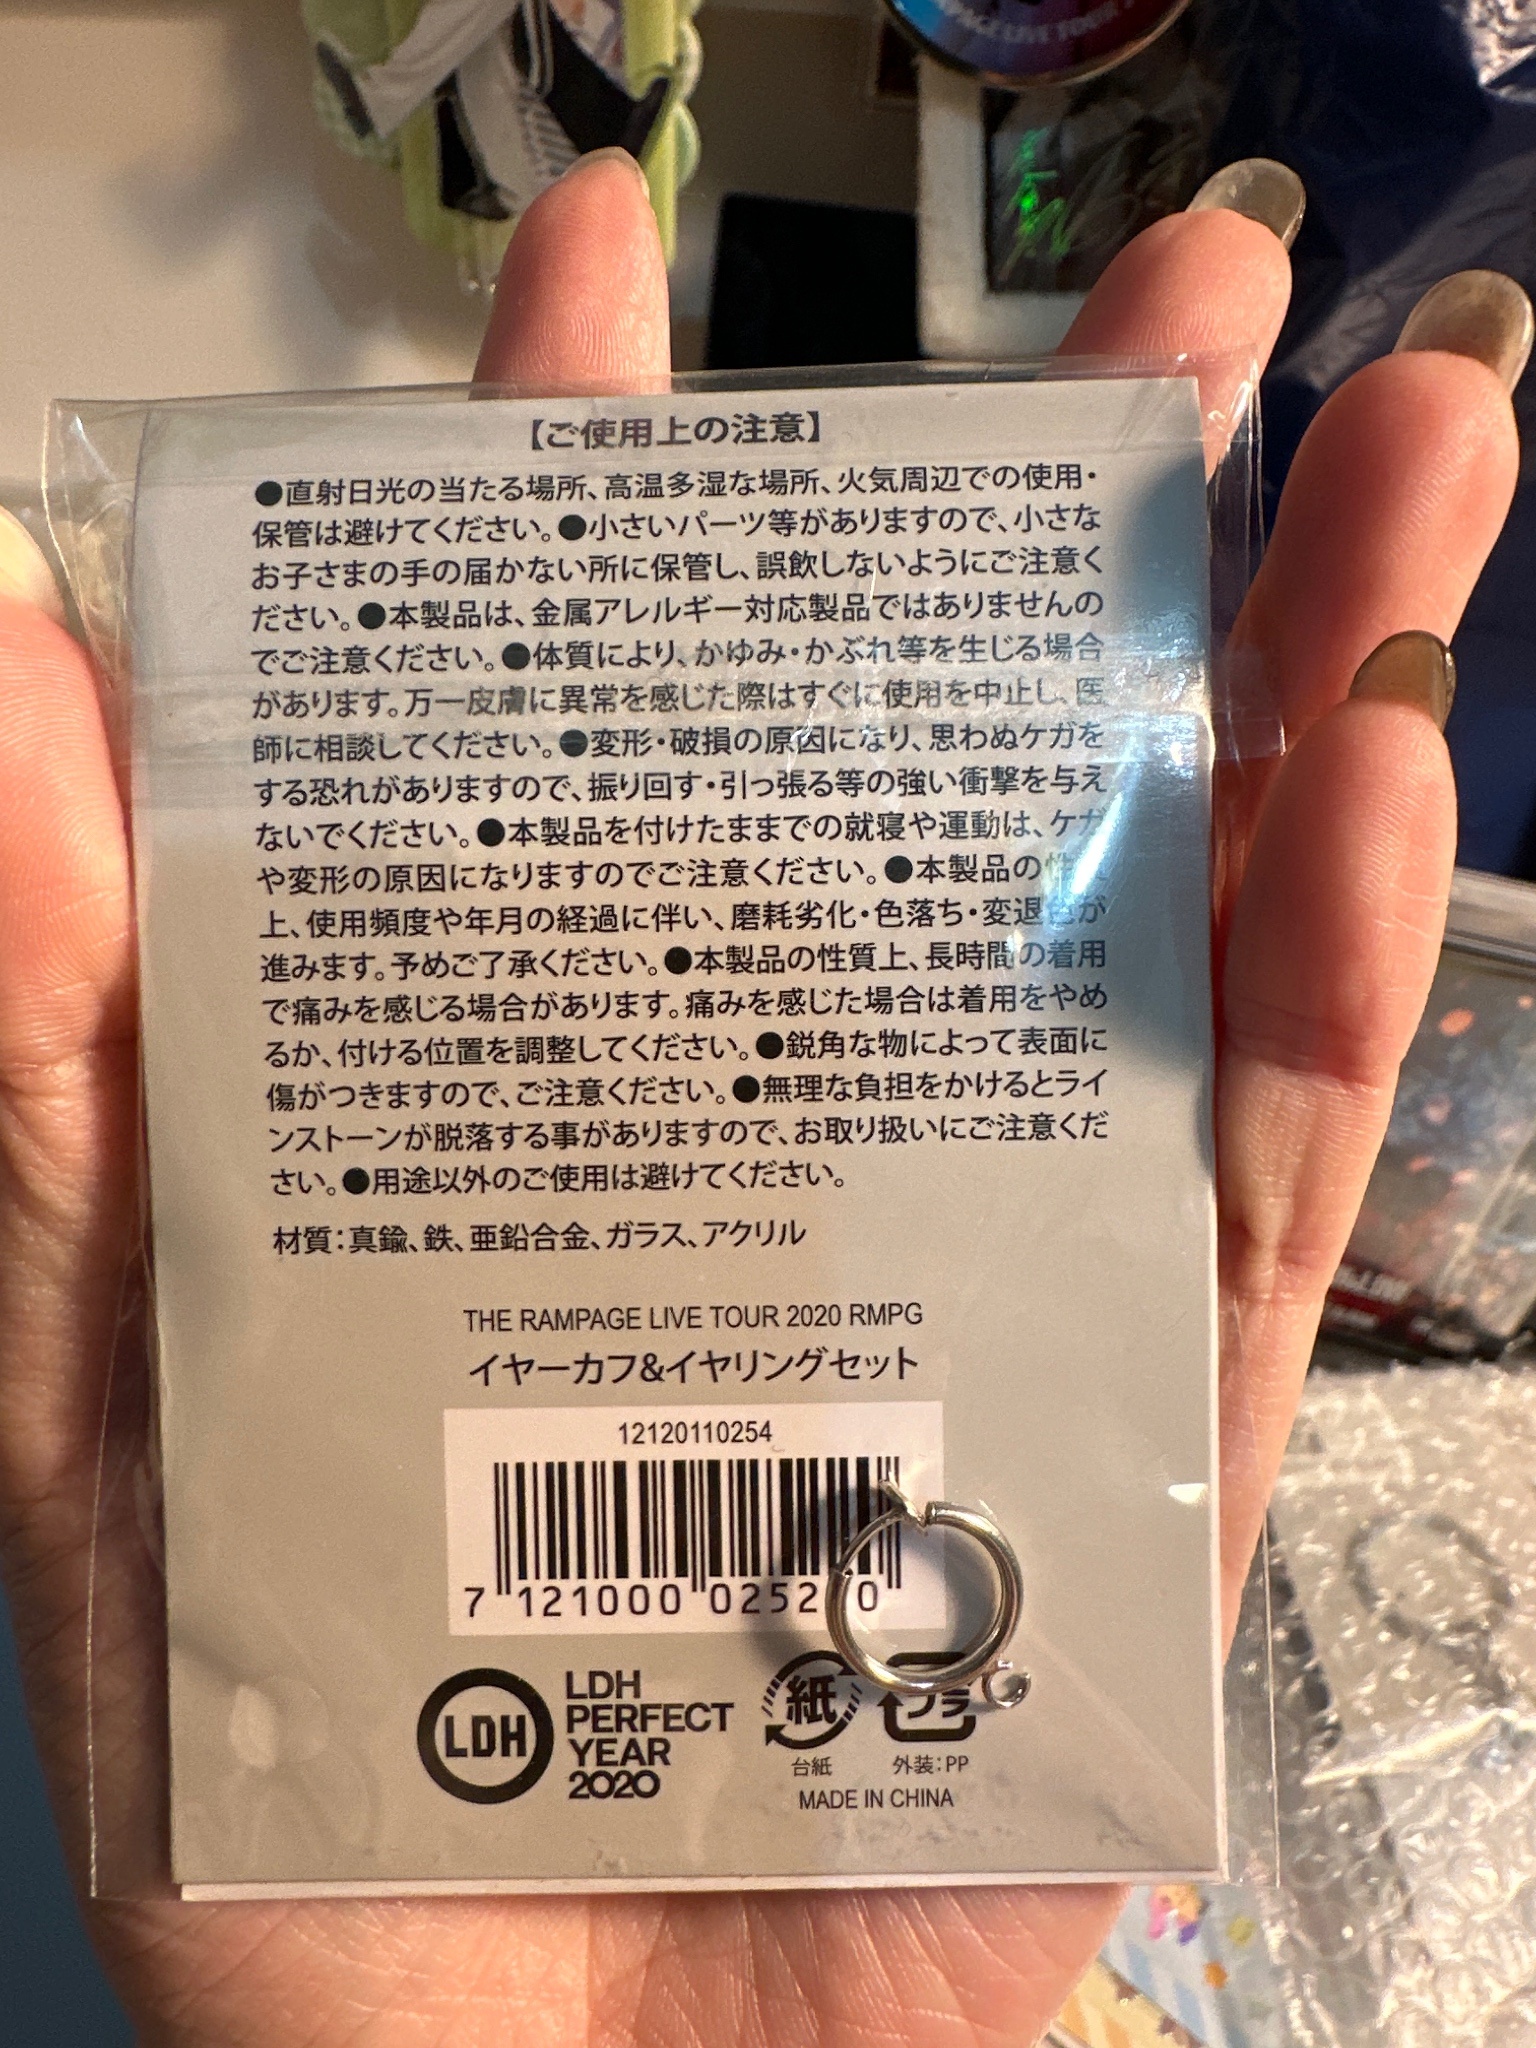 AGE LIVE TOUR
【ご使用上の注意】
●直射日光の当たる場所、高温多湿な場所、火気周辺での使用・
保管は避けてください。●小さいパーツ等がありますので、小さな
お子さまの手の届かない所に保管し、誤飲しないようにご注意く
ださい。●本製品は、金属アレルギー対応製品ではありませんの
でご注意ください。●体質により、かゆみ・かぶれ等を生じる場合
があります。万一皮膚に異常を感じた際はすぐに使用を中止し、医
師に相談してください。●変形・破損の原因になり、思わぬケガを
する恐れがありますので、振り回す・引っ張る等の強い衝撃を与え
ないでください。●本製品を付けたままでの就寝や運動は、ケガ
や変形の原因になりますのでご注意ください。●本製品の性
上、使用頻度や年月の経過に伴い、磨耗劣化・色落ち・変退色が
進みます。予めご了承ください。●本製品の性質上、長時間の着用
で痛みを感じる場合があります。痛みを感じた場合は着用をやめ
るか、付ける位置を調整してください。●鋭角な物によって表面に
傷がつきますので、ご注意ください。●無理な負担をかけるとライ
ンストーンが脱落する事がありますので、お取り扱いにご注意くだ
さい。●用途以外のご使用は避けてください。
材質：真鍮、鉄、亜鉛合金、ガラス、アクリル
THE RAMPAGE LIVE TOUR 2020 RMPG
イヤーカフ&イヤリングセット
12120110254
7 121000 0252 0
LDH
LDH
PERFECT
YEAR
2020
紙
プラ
台紙
外装：PP
MADE IN CHINA